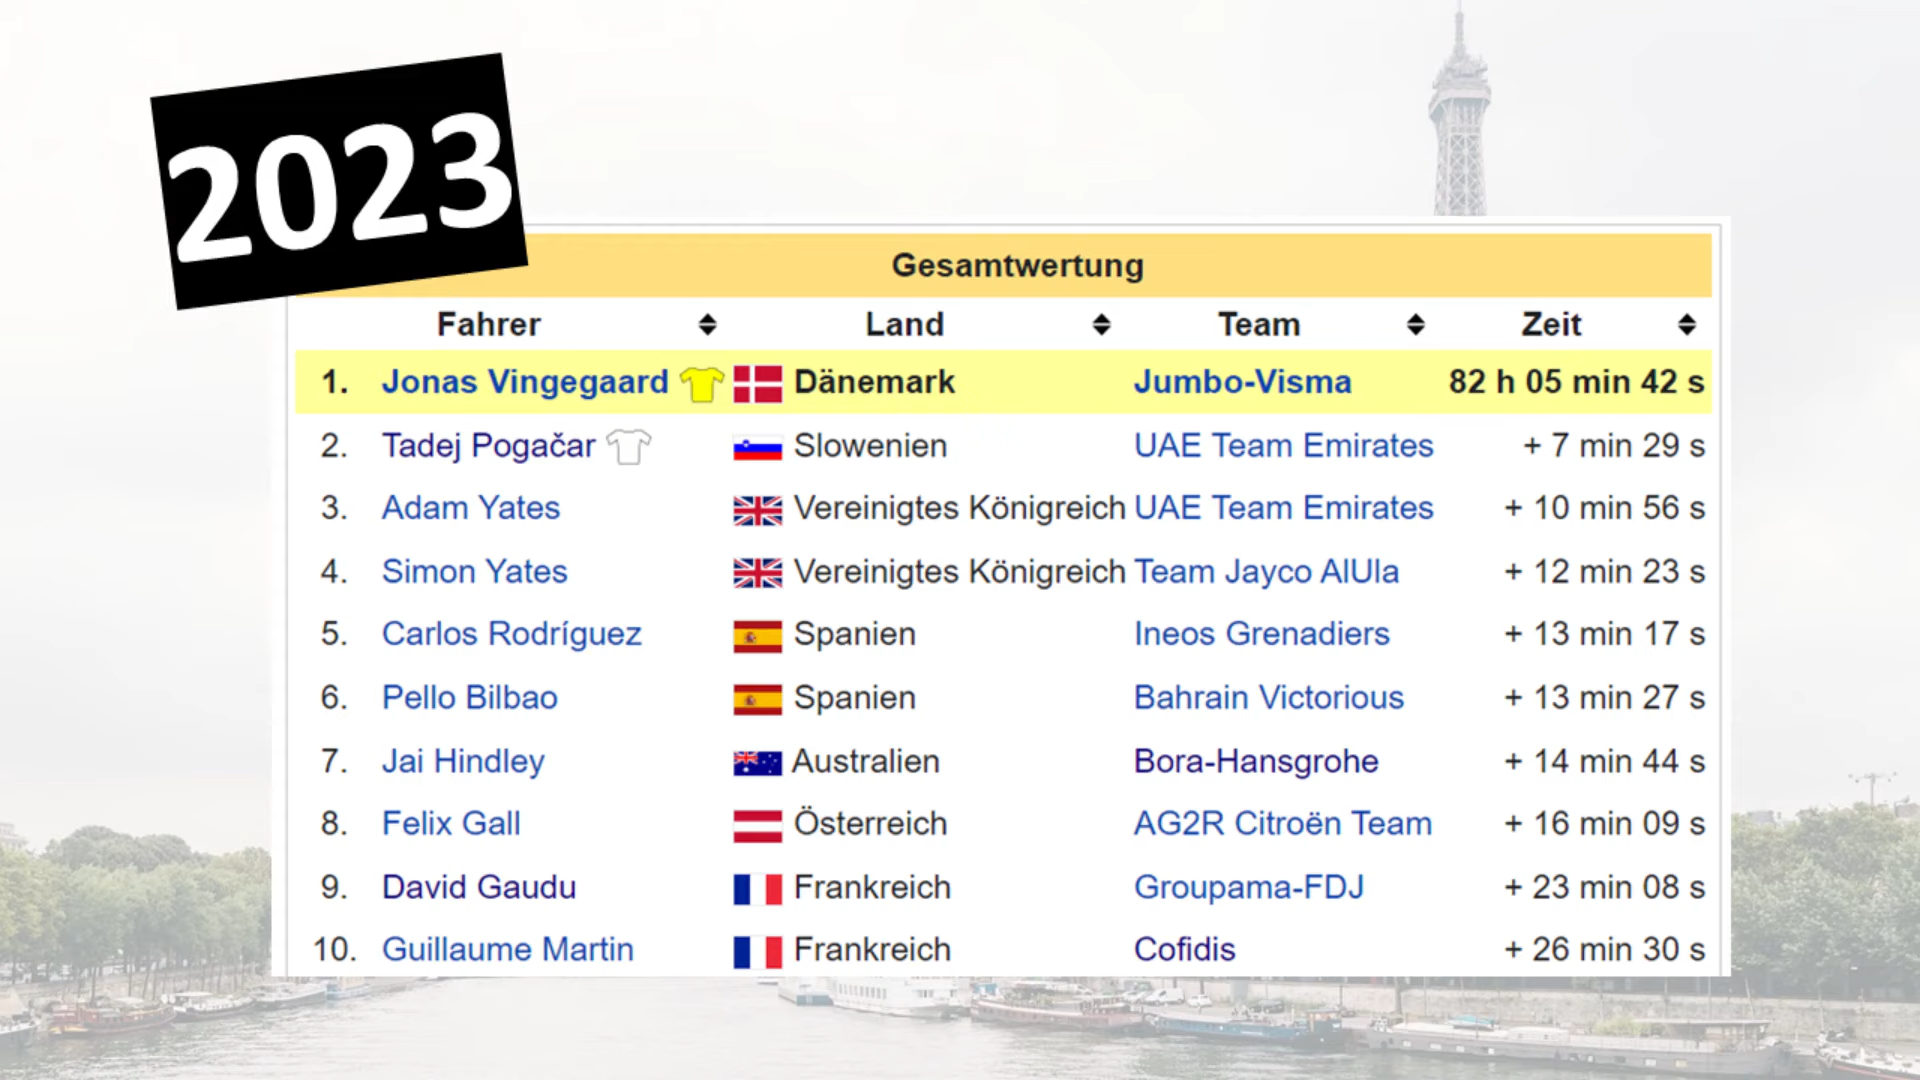 2023
Gesamtwertung
Fahrer Land Team Zeit
1. Jonas Vingegaard Dänemark Jumbo-Visma 82 h 05 min 42 s
2. Tadej Pogačar Slowenien UAE Team Emirates + 7 min 29 s
3. Adam Yates Vereinigtes Königreich UAE Team Emirates + 10 min 56 s
4. Simon Yates Vereinigtes Königreich Team Jayco AlUla + 12 min 23 s
5. Carlos Rodríguez Spanien Ineos Grenadiers + 13 min 17 s
6. Pello Bilbao Spanien Bahrain Victorious + 13 min 27 s
7. Jai Hindley Australien Bora-Hansgrohe + 14 min 44 s
8. Felix Gall Österreich AG2R Citroën Team + 16 min 09 s
9. David Gaudu Frankreich Groupama-FDJ + 23 min 08 s
10. Guillaume Martin Frankreich Cofidis + 26 min 30 s